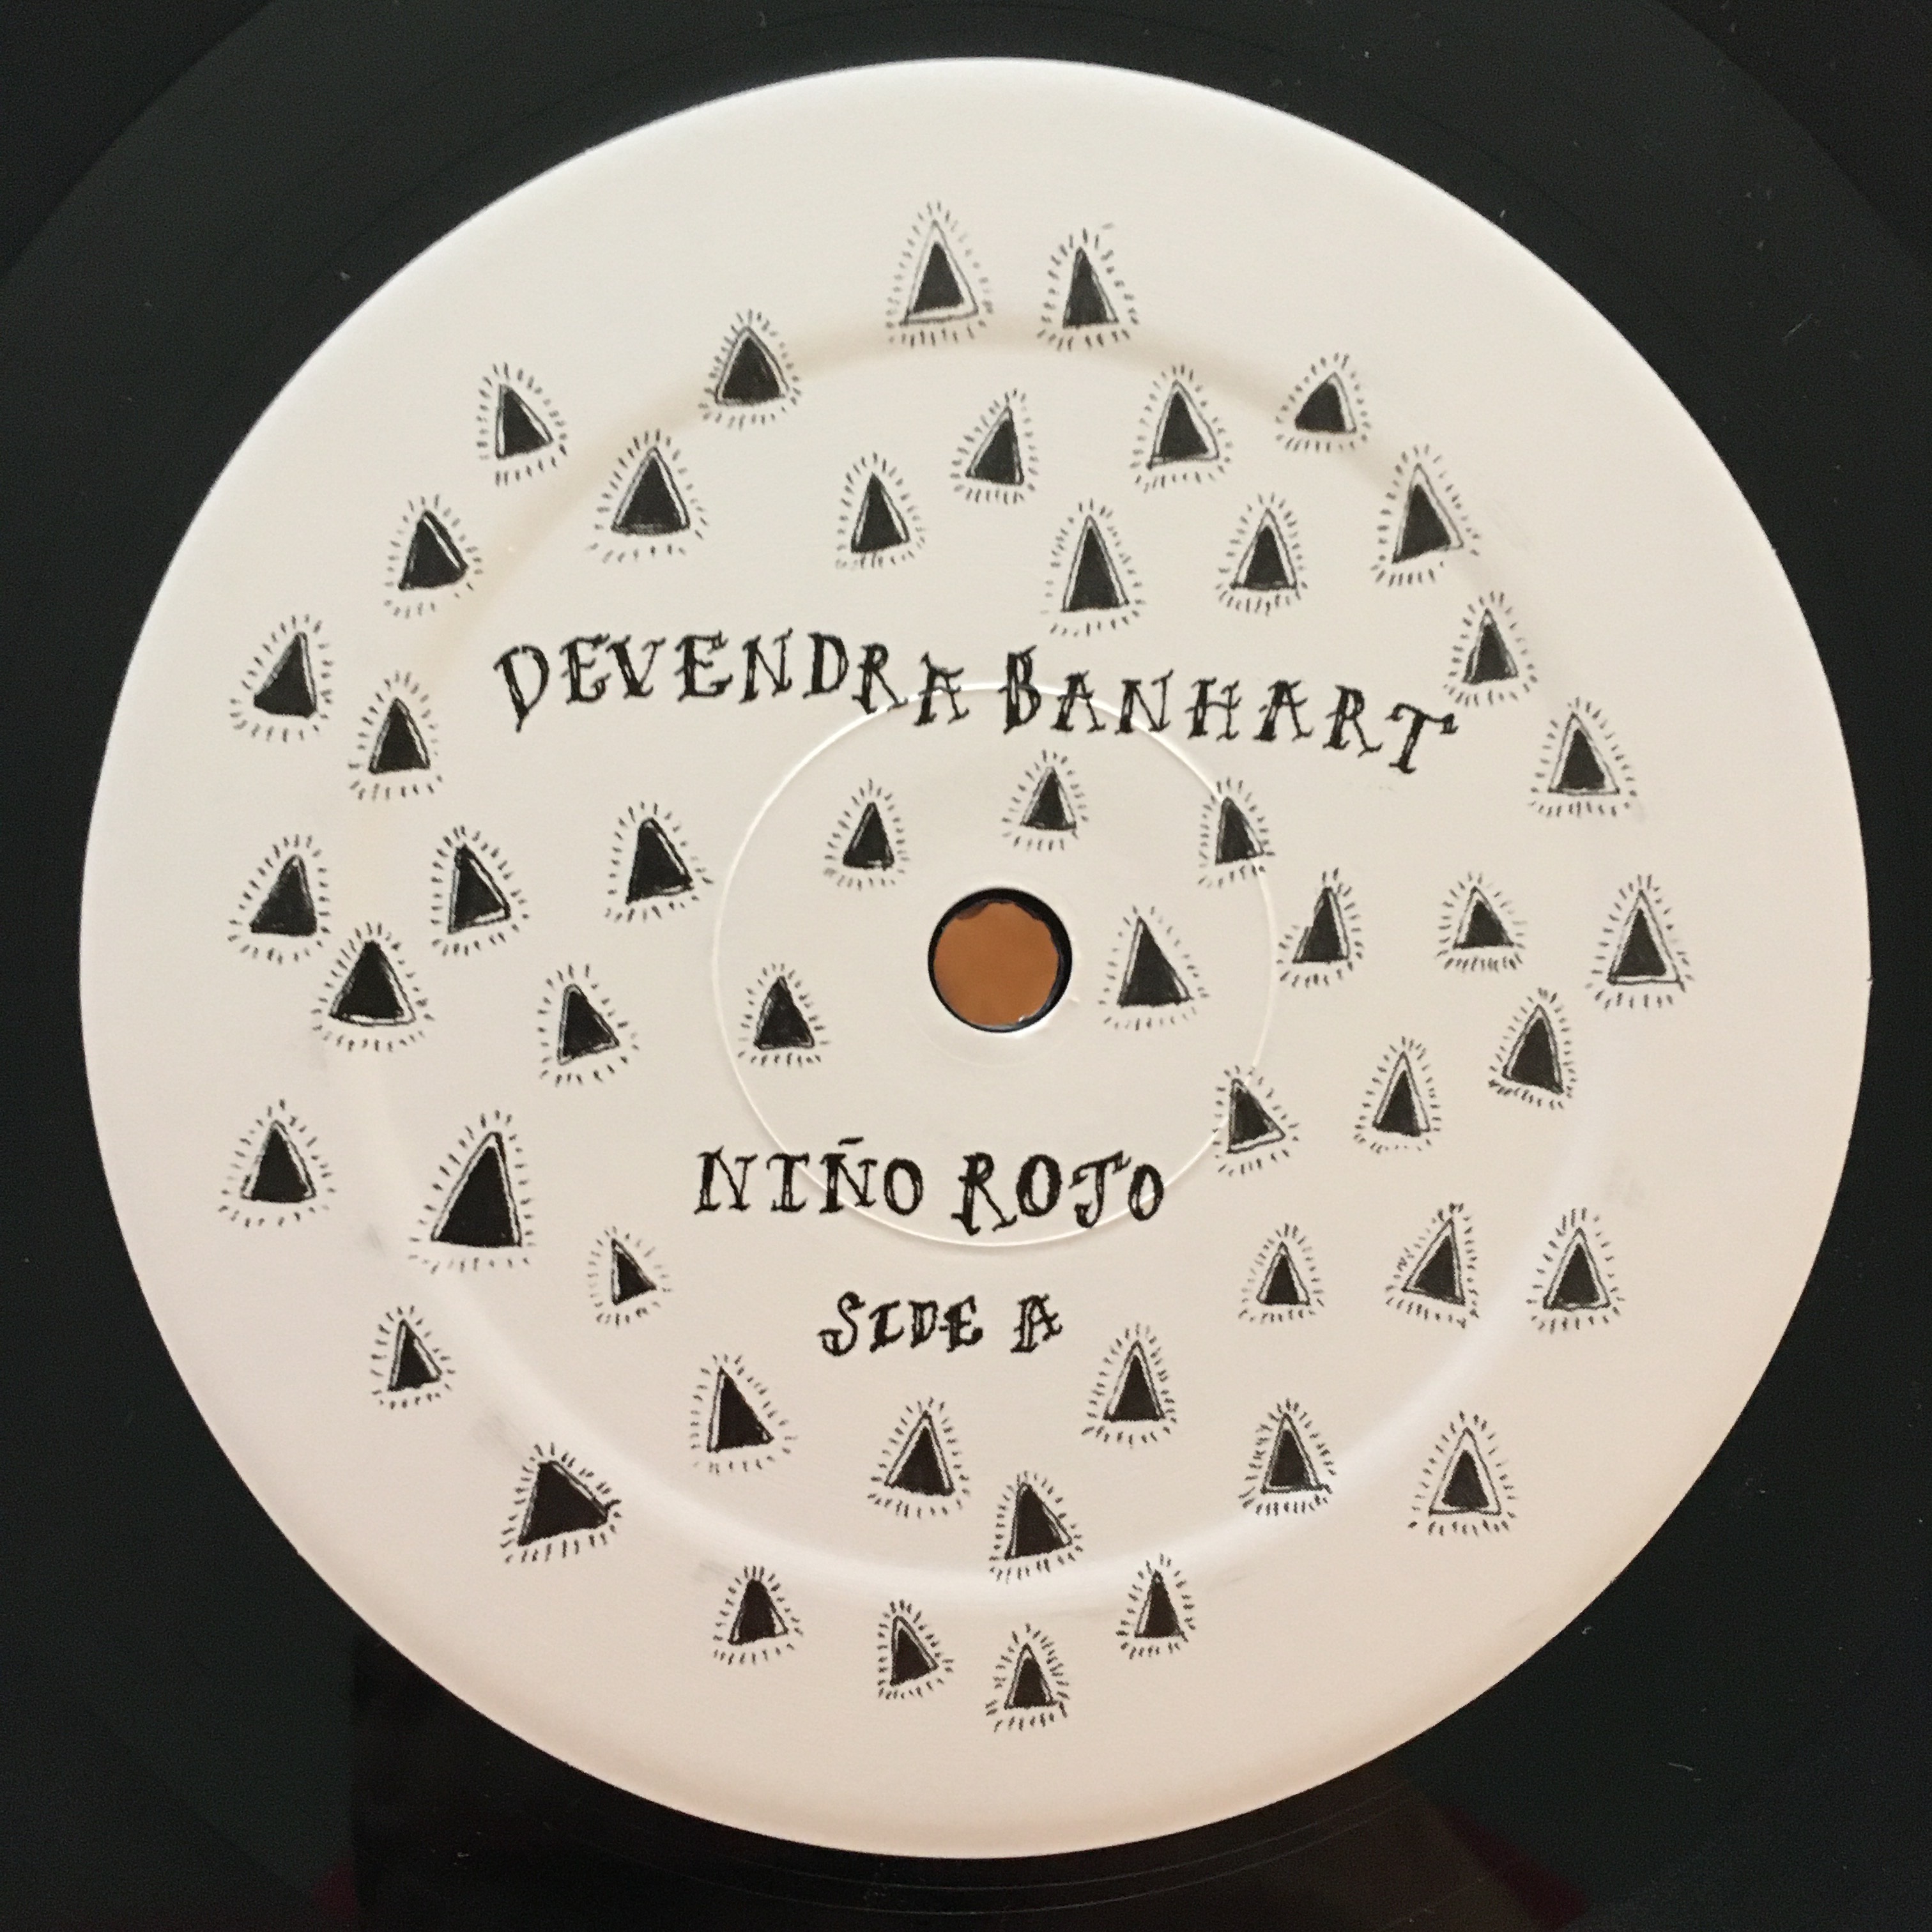 DEVENDRA BANHART
NIÑO ROJO
SIDE A